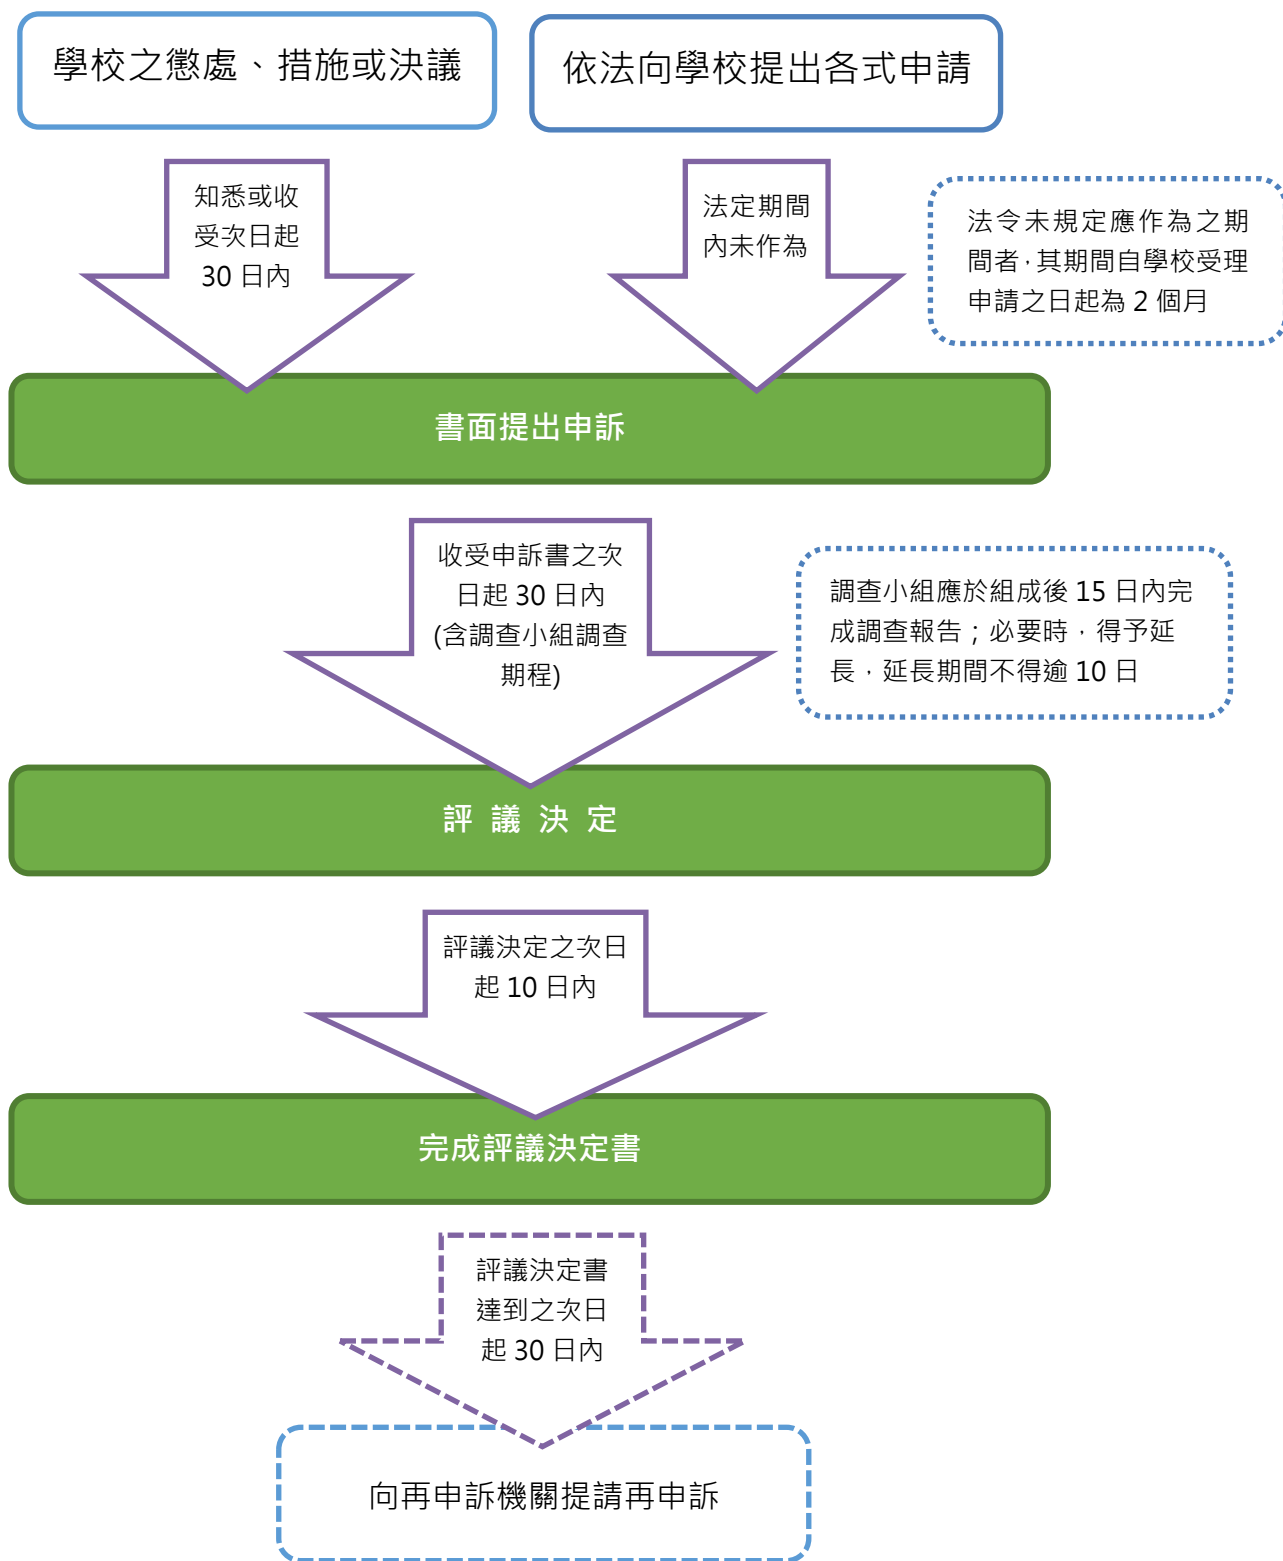 學校之懲處、措施或決議
依法向學校提出各式申請
知悉或收
受次日起
30 日內
法定期間
內未作為
法令未規定應作為之期
間者，其期間自學校受理
申請之日起為 2 個月
書面提出申訴
收受申訴書之次
日起 30 日內
(含調查小組調查
期程)
調查小組應於組成後 15 日內完
成調查報告；必要時，得予延
長，延長期間不得逾 10 日
評 議 決 定
評議決定之次日
起 10 日內
完成評議決定書
評議決定書
達到之次日
起 30 日內
向再申訴機關提請再申訴